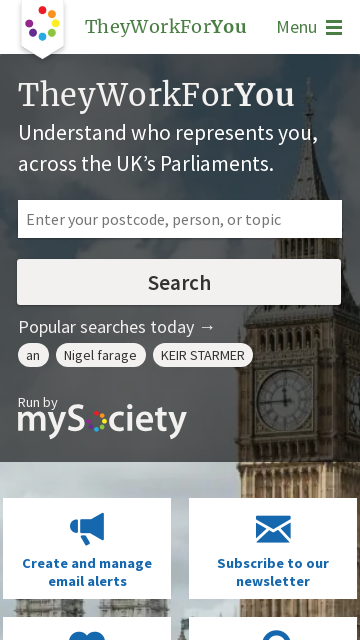 TheyWorkForYou
Menu
TheyWorkForYou
Understand who represents you,
across the UK’s Parliaments.
Enter your postcode, person, or topic
Search
Popular searches today →
an
Nigel farage
KEIR STARMER
Run by
mySociety
Create and manage
email alerts
Subscribe to our
newsletter